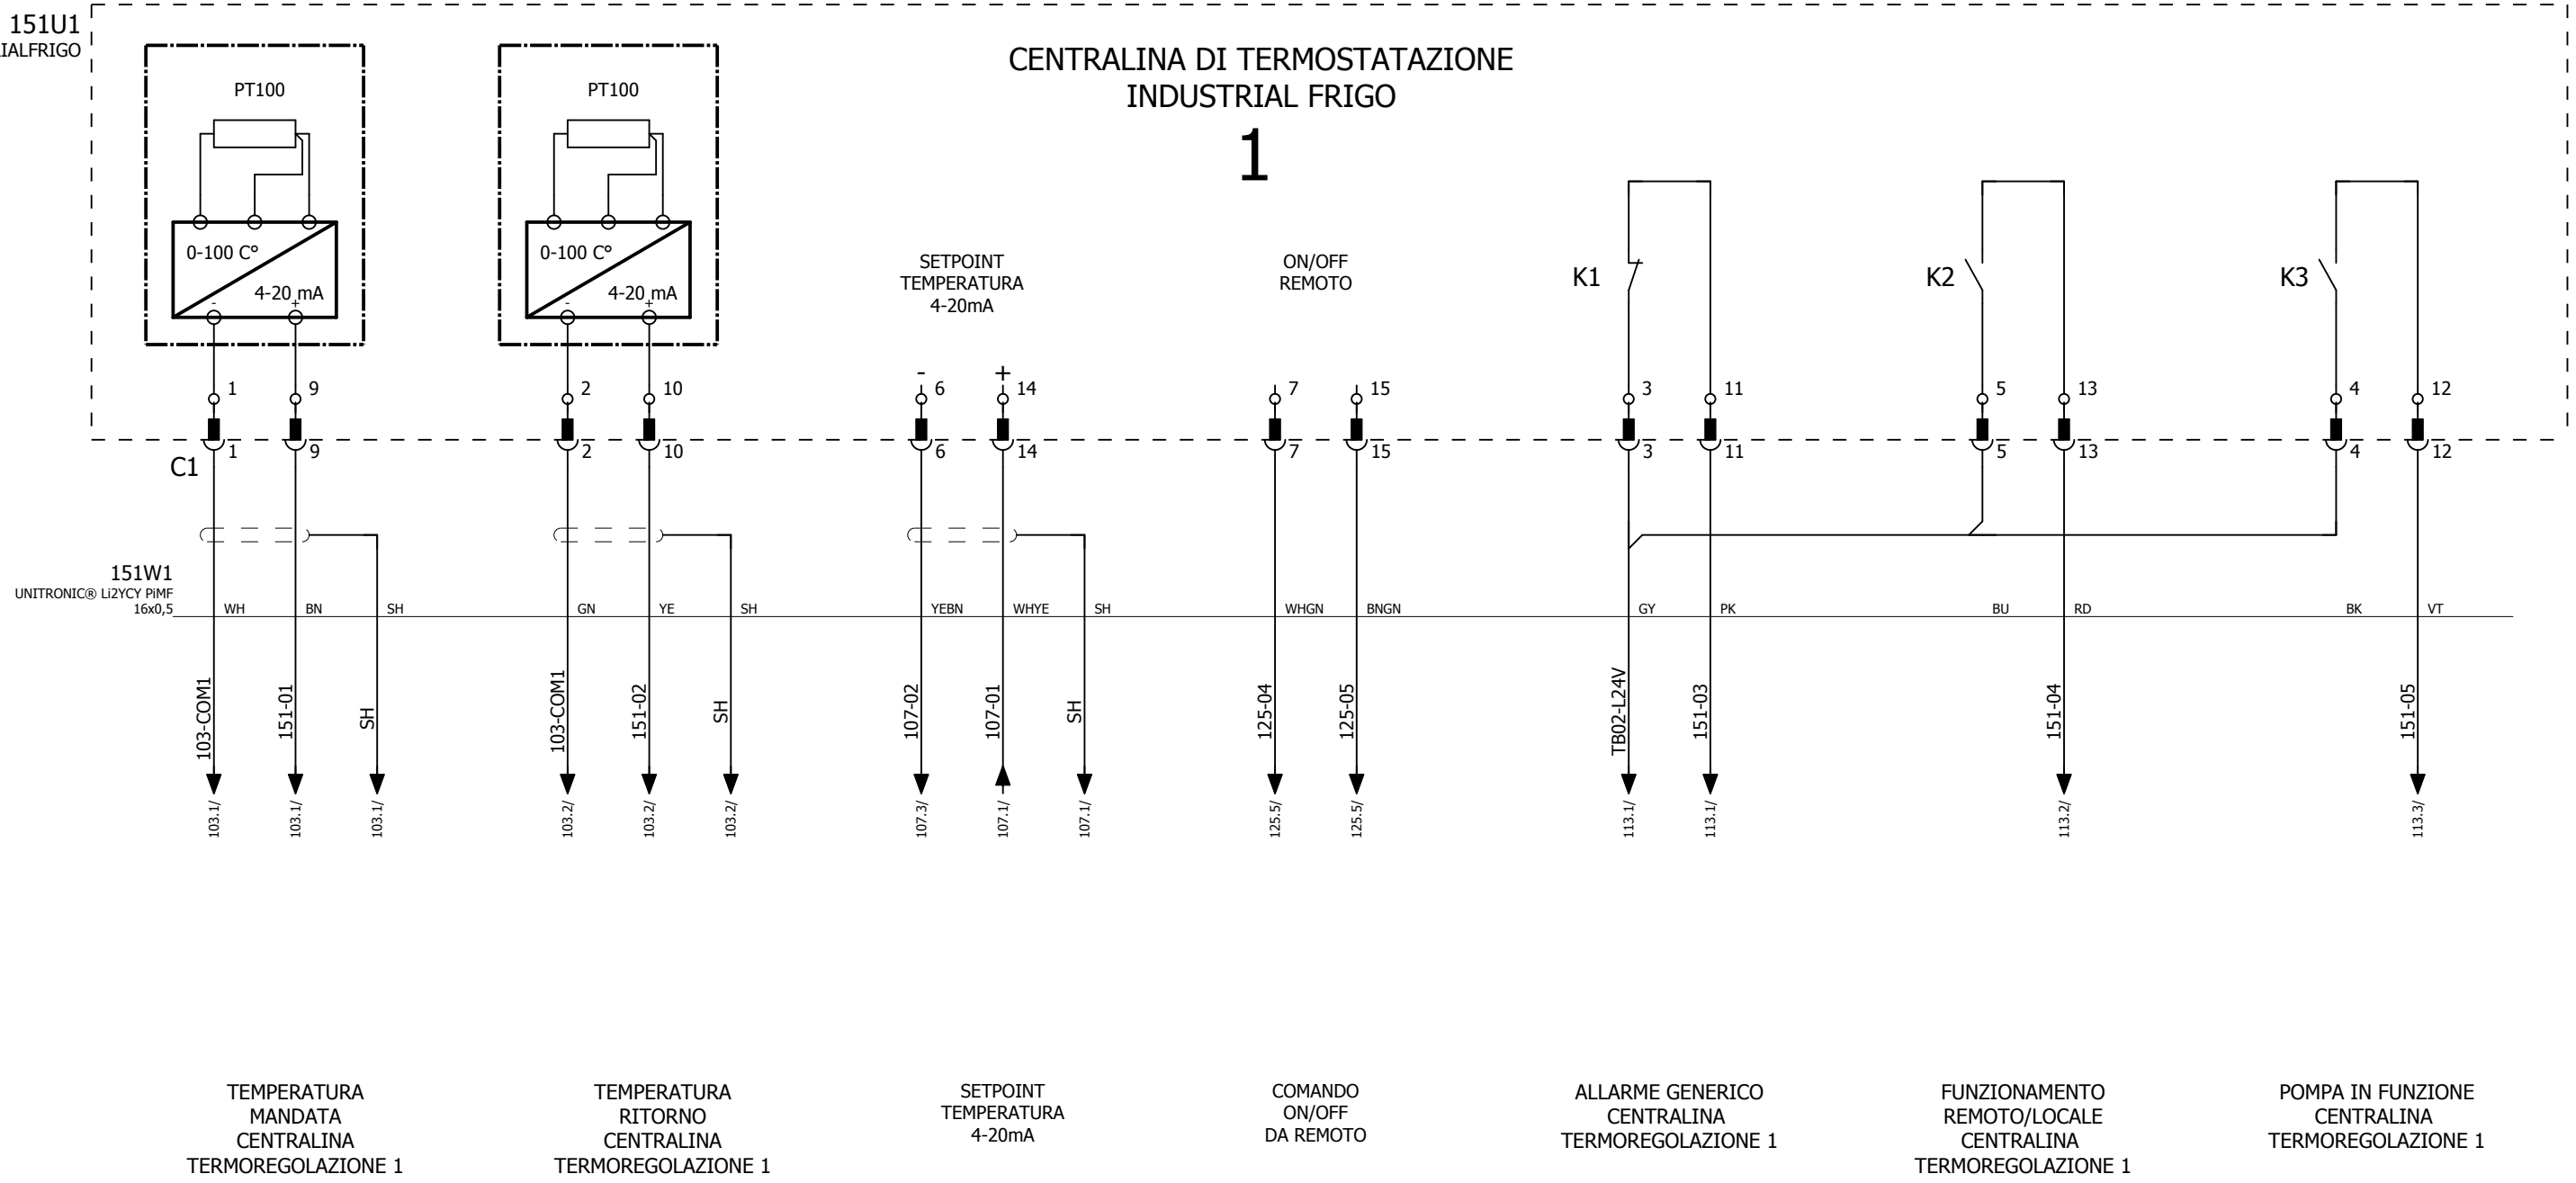 151U1
IALFRIGO
CENTRALINA DI TERMOSTATAZIONE
INDUSTRIAL FRIGO
1
PT100
PT100
0-100 C°
4-20 mA
- +
0-100 C°
4-20 mA
- +
SETPOINT
TEMPERATURA
4-20mA
ON/OFF
REMOTO
K1
K2
K3
- +
1 9 2 10 6 14 7 15 3 11 5 13 4 12
1 9 2 10 6 14 7 15 3 11 5 13 4 12
C1
151W1
UNITRONIC® Li2YCY PiMF
16x0,5
WH BN SH GN YE SH YEBN WHYE SH WHGN BNGN GY PK BU RD BK VT
103-COM1
151-01
SH
103-COM1
151-02
SH
107-02
107-01
SH
125-04
125-05
TB02-L24V
151-03
151-04
151-05
103.1/
103.1/
103.1/
103.2/
103.2/
103.2/
107.3/
107.1/
107.1/
125.5/
125.5/
113.1/
113.1/
113.2/
113.3/
TEMPERATURA
MANDATA
CENTRALINA
TERMOREGOLAZIONE 1
TEMPERATURA
RITORNO
CENTRALINA
TERMOREGOLAZIONE 1
SETPOINT
TEMPERATURA
4-20mA
COMANDO
ON/OFF
DA REMOTO
ALLARME GENERICO
CENTRALINA
TERMOREGOLAZIONE 1
FUNZIONAMENTO
REMOTO/LOCALE
CENTRALINA
TERMOREGOLAZIONE 1
POMPA IN FUNZIONE
CENTRALINA
TERMOREGOLAZIONE 1